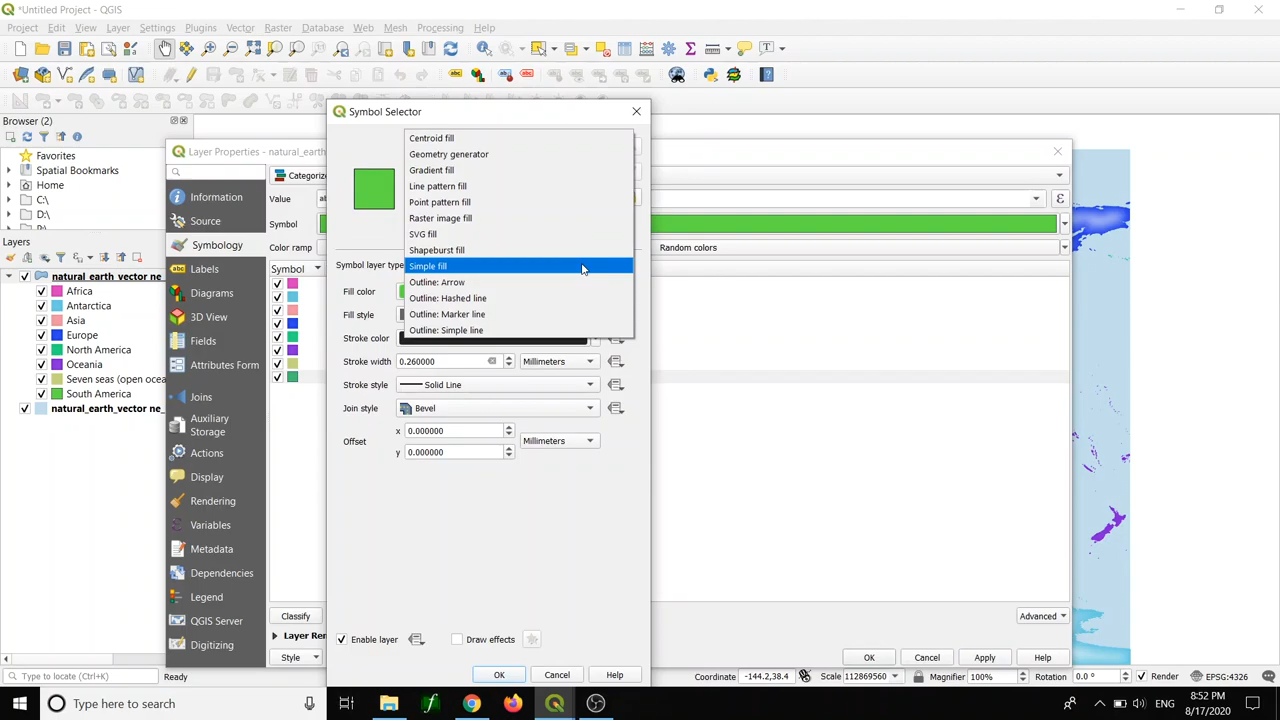 *Untitled Project - QGIS
Project Edit View Layer Settings Plugins Vector Raster Database Web Mesh Processing Help
Browser (2)
Favorites
Spatial Bookmarks
Home
C:\
D:\
Layers
natural_earth_vector ne_
Africa
Antarctica
Asia
Europe
North America
Oceania
Seven seas (open ocea
South America
natural_earth_vector ne_
Layer Properties - natural_earth
Information
Source
Symbology
Labels
Diagrams
3D View
Fields
Attributes Form
Joins
Auxiliary
Storage
Actions
Display
Rendering
Variables
Metadata
Dependencies
Legend
QGIS Server
Digitizing
Categoriz
Value
Symbol
Color ramp
Random colors
Symbol
Classify
Advanced
Layer Ren
Style
OK Cancel Apply Help
Symbol Selector
Centroid fill
Geometry generator
Gradient fill
Line pattern fill
Point pattern fill
Raster image fill
SVG fill
Shapeburst fill
Simple fill
Outline: Arrow
Outline: Hashed line
Outline: Marker line
Outline: Simple line
Symbol layer type
Fill color
Fill style
Stroke color
Stroke width 0.260000 Millimeters
Stroke style Solid Line
Join style Bevel
Offset x 0.000000 Millimeters
y 0.000000
Enable layer Draw effects
OK Cancel Help
Type to locate (Ctrl+K) Ready Coordinate -144.2,38.4 Scale 112869560 Magnifier 100% Rotation 0.0 ° Render EPSG:4326
Type here to search
ENG
8:52 PM
8/17/2020